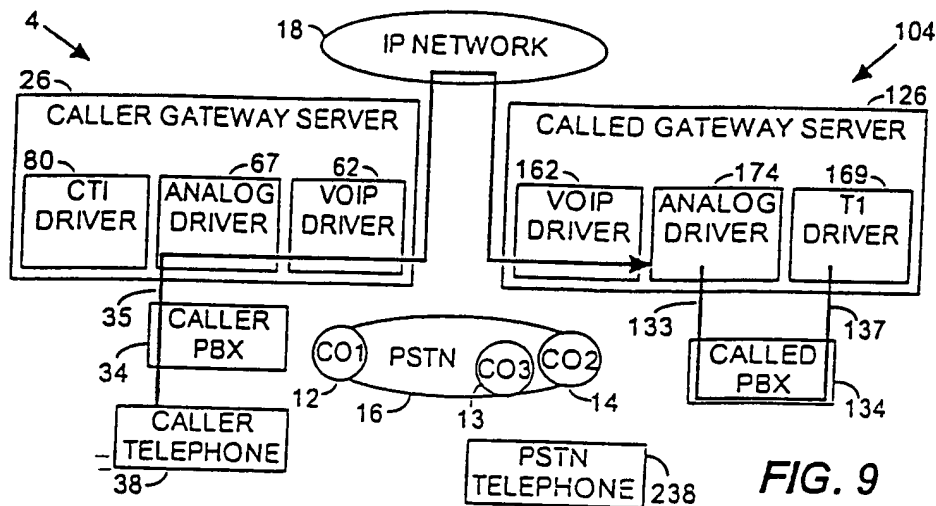 4
18
IP NETWORK
104
26
CALLER GATEWAY SERVER
126
CALLED GATEWAY SERVER
80
CTI
DRIVER
67
ANALOG
DRIVER
62
VOIP
DRIVER
162
VOIP
DRIVER
174
ANALOG
DRIVER
169
T1
DRIVER
35
CALLER
PBX
34
133
137
CALLED
PBX
134
CO1
PSTN
CO3
CO2
12
16
13
14
CALLER
TELEPHONE
38
PSTN
TELEPHONE
238
FIG. 9